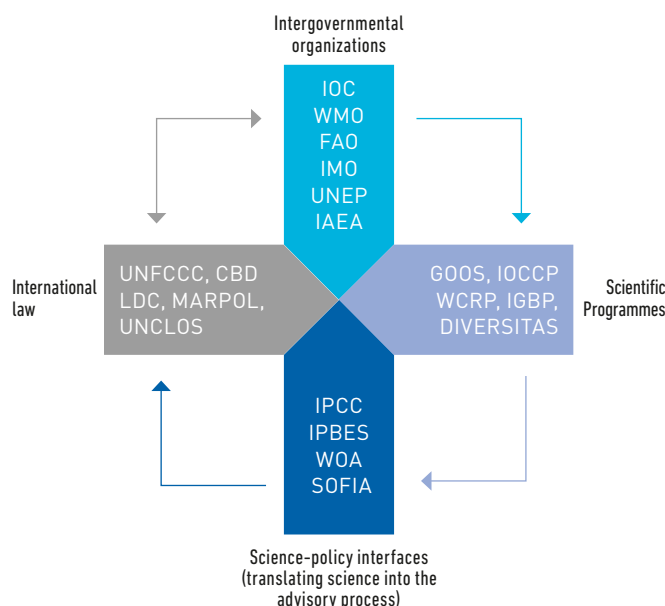 Intergovernmental
organizations
IOC
WMO
FAO
IMO
UNEP
IAEA
International
law
UNFCCC, CBD
LDC, MARPOL,
UNCLOS
GOOS, IOCCP
WCRP, IGBP,
DIVERSITAS
Scientific
Programmes
IPCC
IPBES
WOA
SOFIA
Science-policy interfaces
(translating science into the
advisory process)